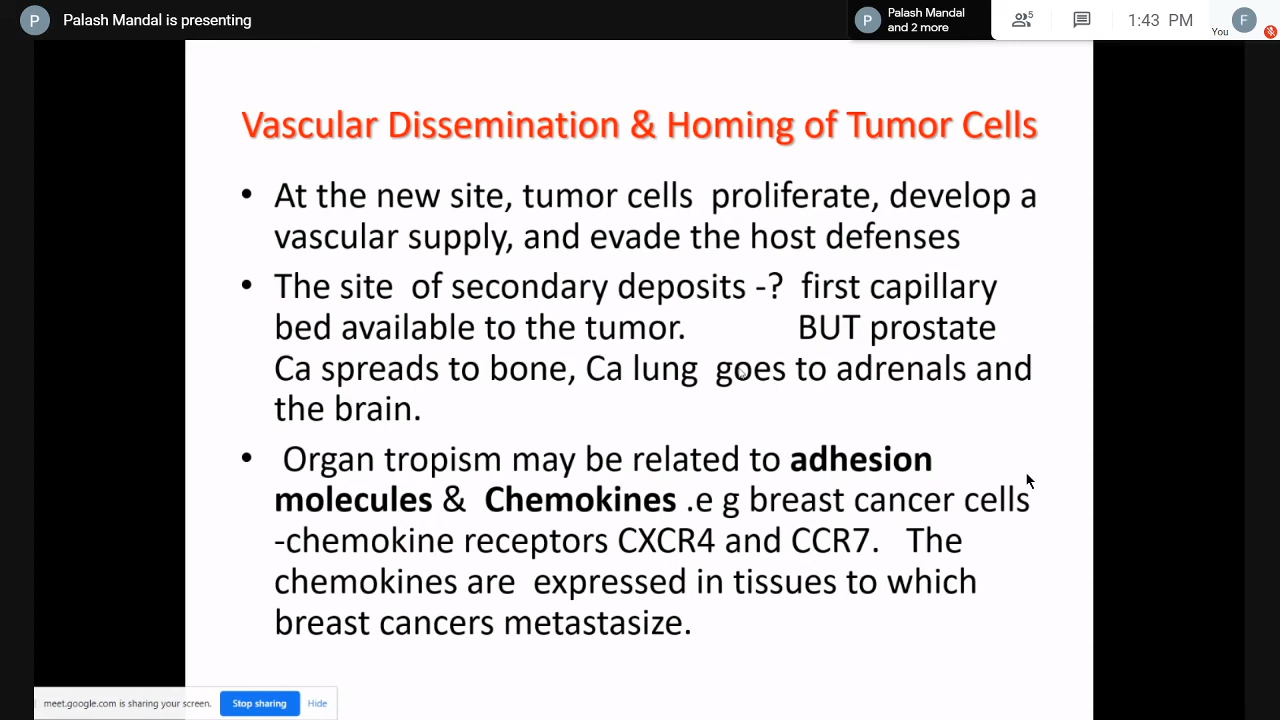 P Palash Mandal is presenting
P Palash Mandal
and 2 more
5
1:43 PM
You
F
Vascular Dissemination & Homing of Tumor Cells
• At the new site, tumor cells proliferate, develop a
vascular supply, and evade the host defenses
• The site of secondary deposits -? first capillary
bed available to the tumor. BUT prostate
Ca spreads to bone, Ca lung goes to adrenals and
the brain.
• Organ tropism may be related to adhesion
molecules & Chemokines .e g breast cancer cells
-chemokine receptors CXCR4 and CCR7. The
chemokines are expressed in tissues to which
breast cancers metastasize.
meet.google.com is sharing your screen. Stop sharing Hide